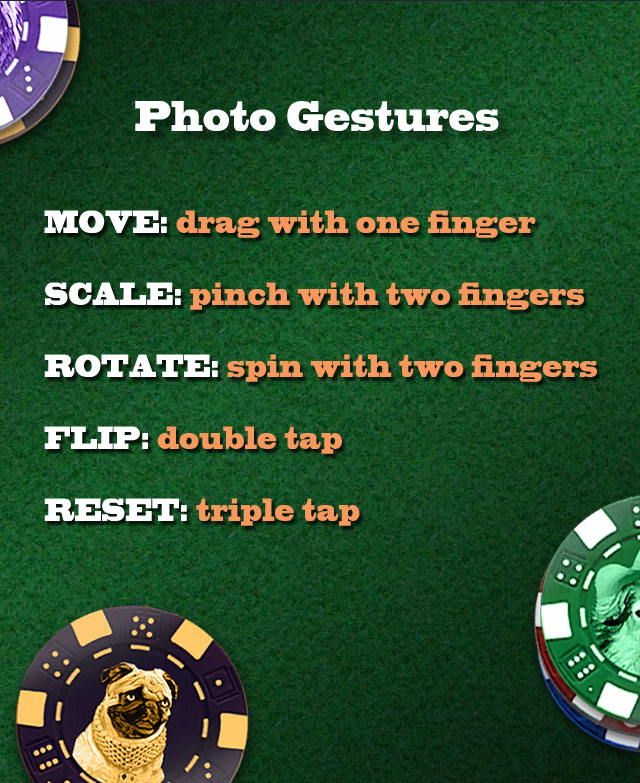 Photo Gestures
MOVE: drag with one finger
SCALE: pinch with two fingers
ROTATE: spin with two fingers
FLIP: double tap
RESET: triple tap